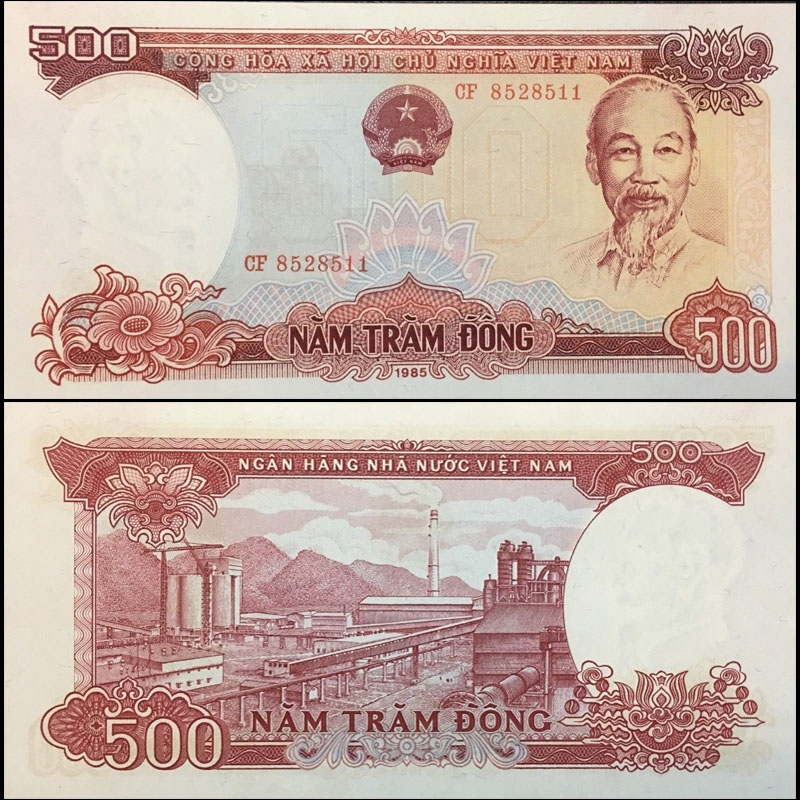 500
CỘNG HÒA XÃ HỘI CHỦ NGHĨA VIỆT NAM
CF 8528511
CF 8528511
NĂM TRĂM ĐỒNG
500
1985
NGÂN HÀNG NHÀ NƯỚC VIỆT NAM
500
500
NĂM TRĂM ĐỒNG